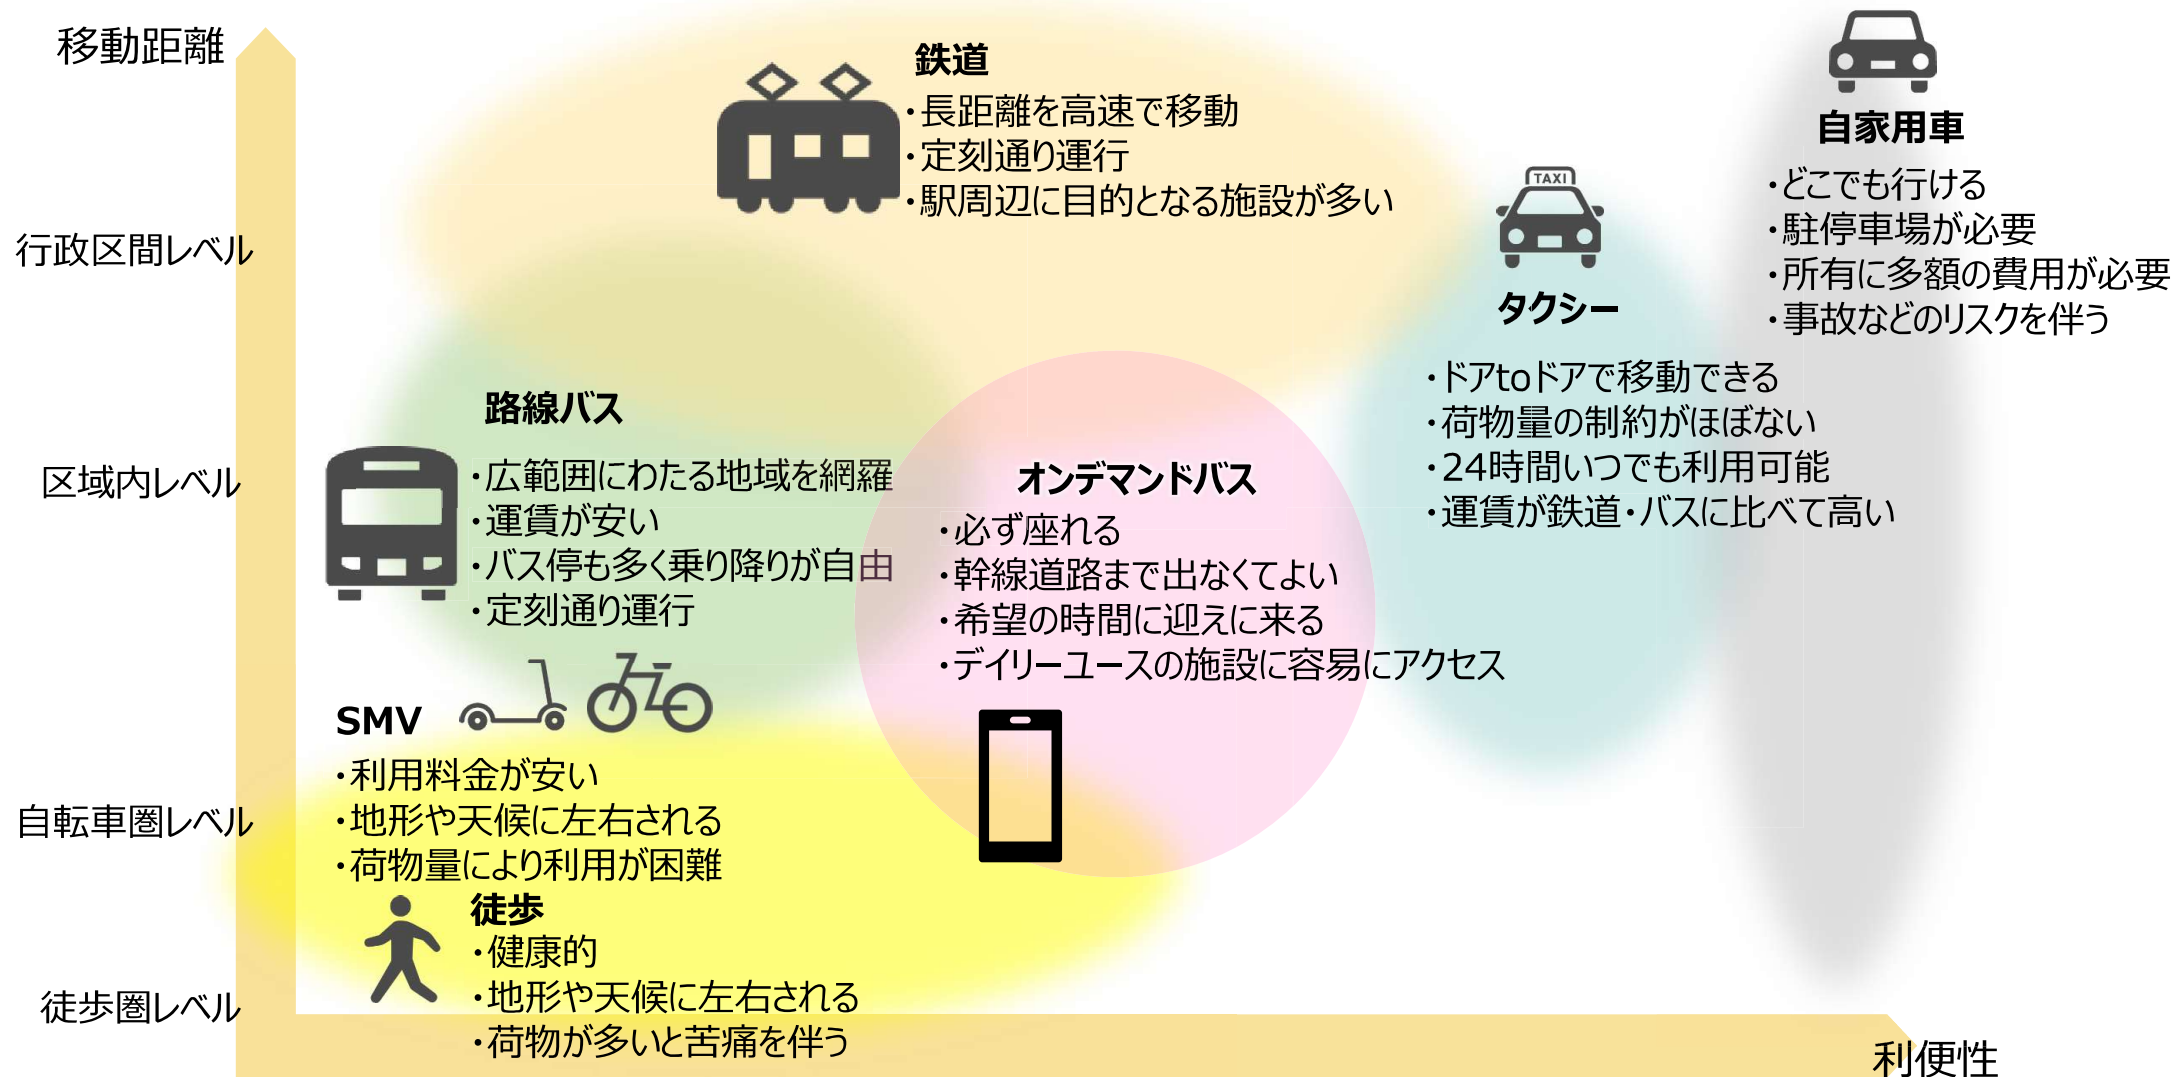 移動距離
行政区間レベル
区域内レベル
自転車圏レベル
徒歩圏レベル
鉄道
・長距離を高速で移動
・定刻通り運行
・駅周辺に目的となる施設が多い
自家用車
・どこでも行ける
・駐停車場が必要
・所有に多額の費用が必要
・事故などのリスクを伴う
TAXI
タクシー
・ドアtoドアで移動できる
・荷物量の制約がほぼない
・24時間いつでも利用可能
・運賃が鉄道・バスに比べて高い
路線バス
・広範囲にわたる地域を網羅
・運賃が安い
・バス停も多く乗り降りが自由
・定刻通り運行
オンデマンドバス
・必ず座れる
・幹線道路まで出なくてよい
・希望の時間に迎えに来る
・デイリーユースの施設に容易にアクセス
SMV
・利用料金が安い
・地形や天候に左右される
・荷物量により利用が困難
徒歩
・健康的
・地形や天候に左右される
・荷物が多いと苦痛を伴う
利便性